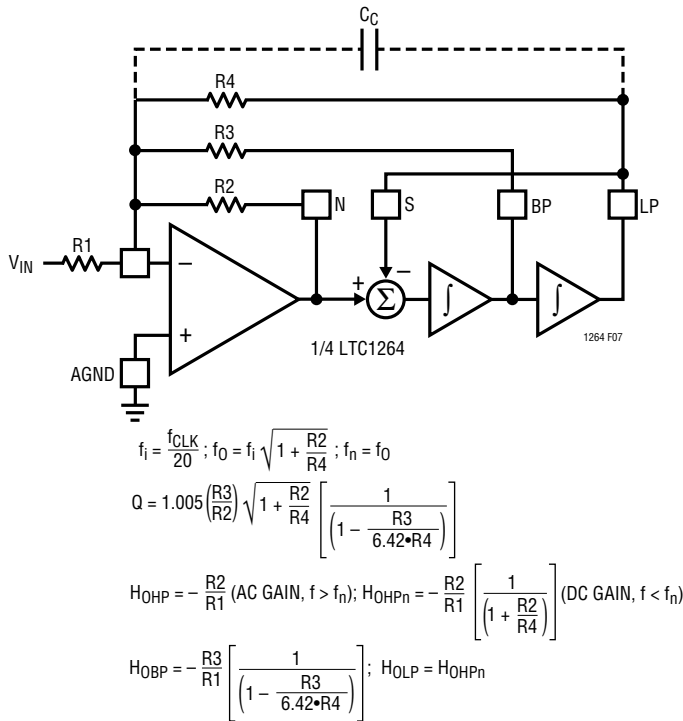 C_C
R4
R3
R2
N
S
BP
LP
R1
V_IN
−
+
+
−
Σ
∫
∫
1264 F07
1/4 LTC1264
AGND
f_i = f_CLK/20 ; f_O = f_i √(1 + R2/R4) ; f_n = f_O
Q = 1.005 (R3/R2) √(1 + R2/R4) [1/(1 − R3/(6.42•R4))]
H_OHP = − R2/R1 (AC GAIN, f > f_n); H_OHPn = − R2/R1 [1/(1 + R2/R4)] (DC GAIN, f < f_n)
H_OBP = − R3/R1 [1/(1 − R3/(6.42•R4))]; H_OLP = H_OHPn